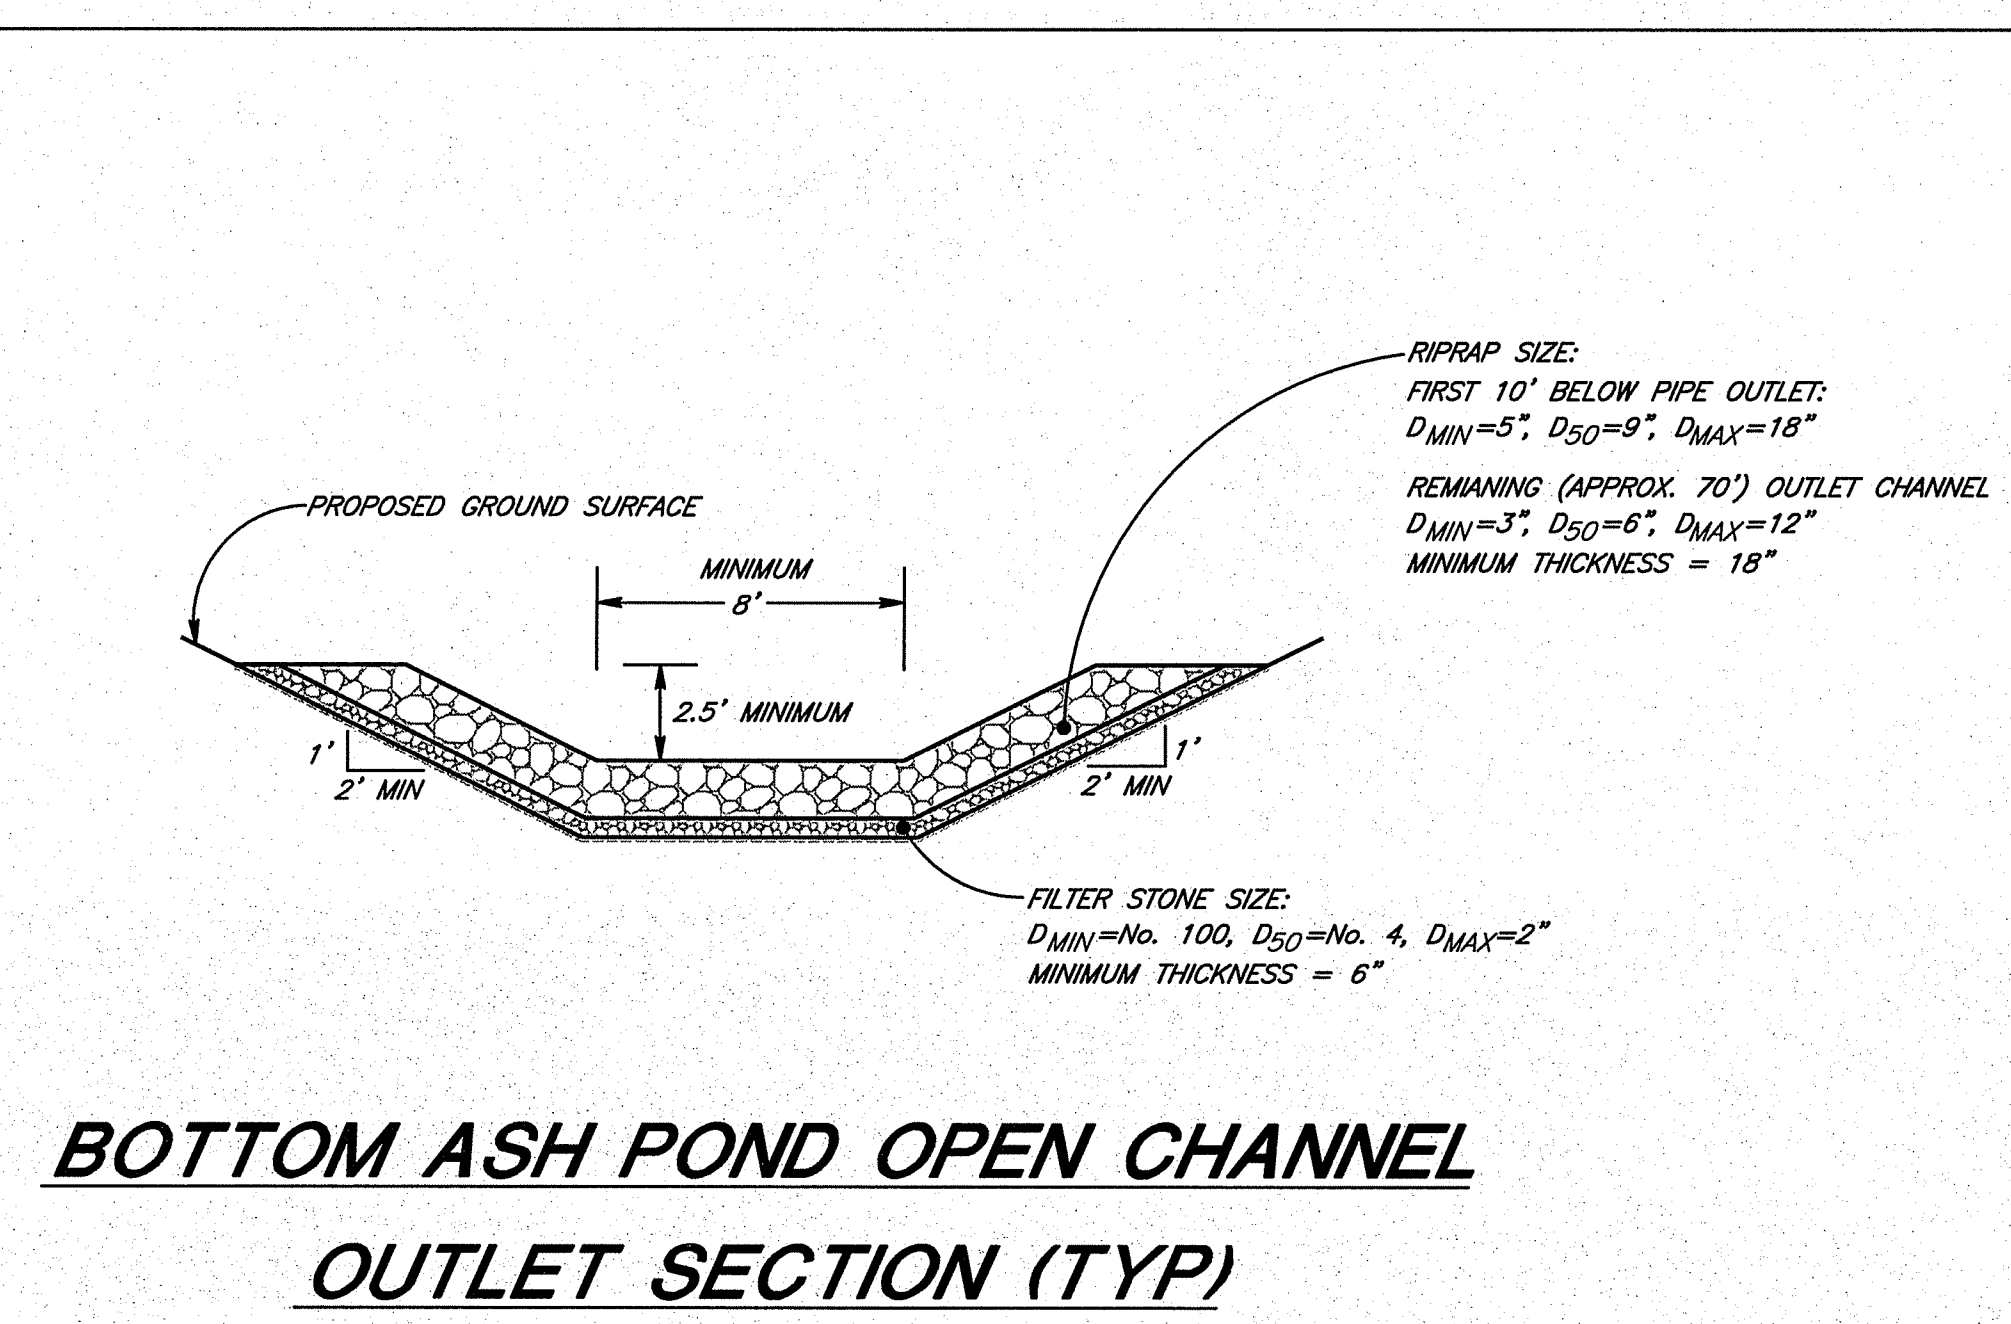 RIPRAP SIZE:
FIRST 10' BELOW PIPE OUTLET:
DMIN=5", D50=9", DMAX=18"
REMIANING (APPROX. 70') OUTLET CHANNEL
DMIN=3", D50=6", DMAX=12"
MINIMUM THICKNESS = 18"
PROPOSED GROUND SURFACE
MINIMUM
8'
2.5' MINIMUM
1'
2' MIN
1'
2' MIN
FILTER STONE SIZE:
DMIN=No. 100, D50=No. 4, DMAX=2"
MINIMUM THICKNESS = 6"
BOTTOM ASH POND OPEN CHANNEL
OUTLET SECTION (TYP)